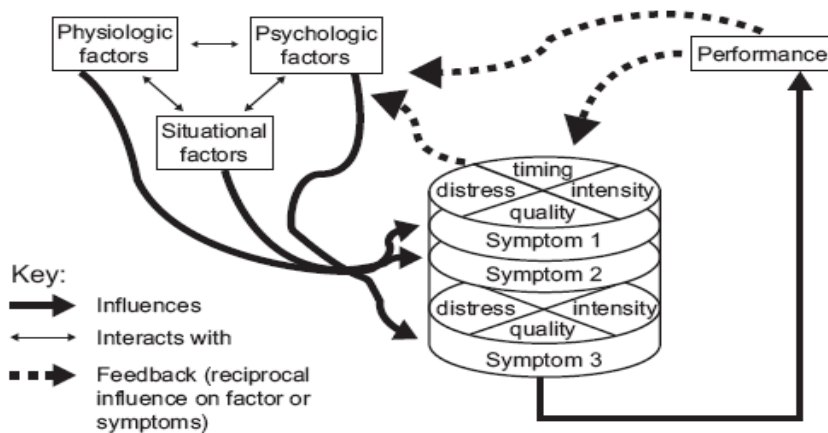 Physiologic
factors
Psychologic
factors
Performance
Situational
factors
timing
distress
intensity
quality
Symptom 1
Symptom 2
distress
intensity
quality
Symptom 3
Key:
Influences
Interacts with
Feedback (reciprocal
influence on factor or
symptoms)